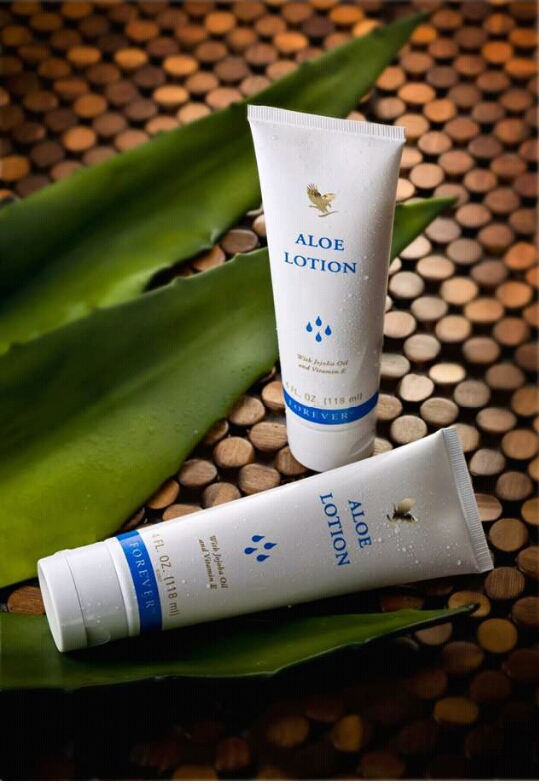 ALOE
LOTION
With Jojoba Oil
and Vitamin E
4 FL. OZ. (118 ml)
FOREVER
ALOE
LOTION
With Jojoba Oil
and Vitamin E
4 FL. OZ. (118 ml)
FOREVER